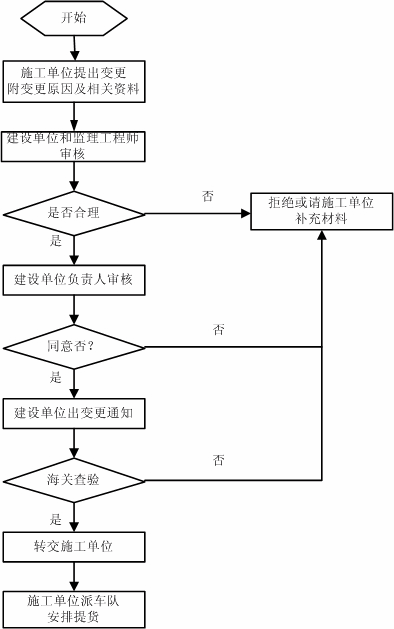 开始
施工单位提出变更
附变更原因及相关资料
建设单位和监理工程师
审核
是否合理
否
拒绝或请施工单位
补充材料
是
建设单位负责人审核
同意否？
否
是
建设单位出变更通知
海关查验
否
是
转交施工单位
施工单位派车队
安排提货